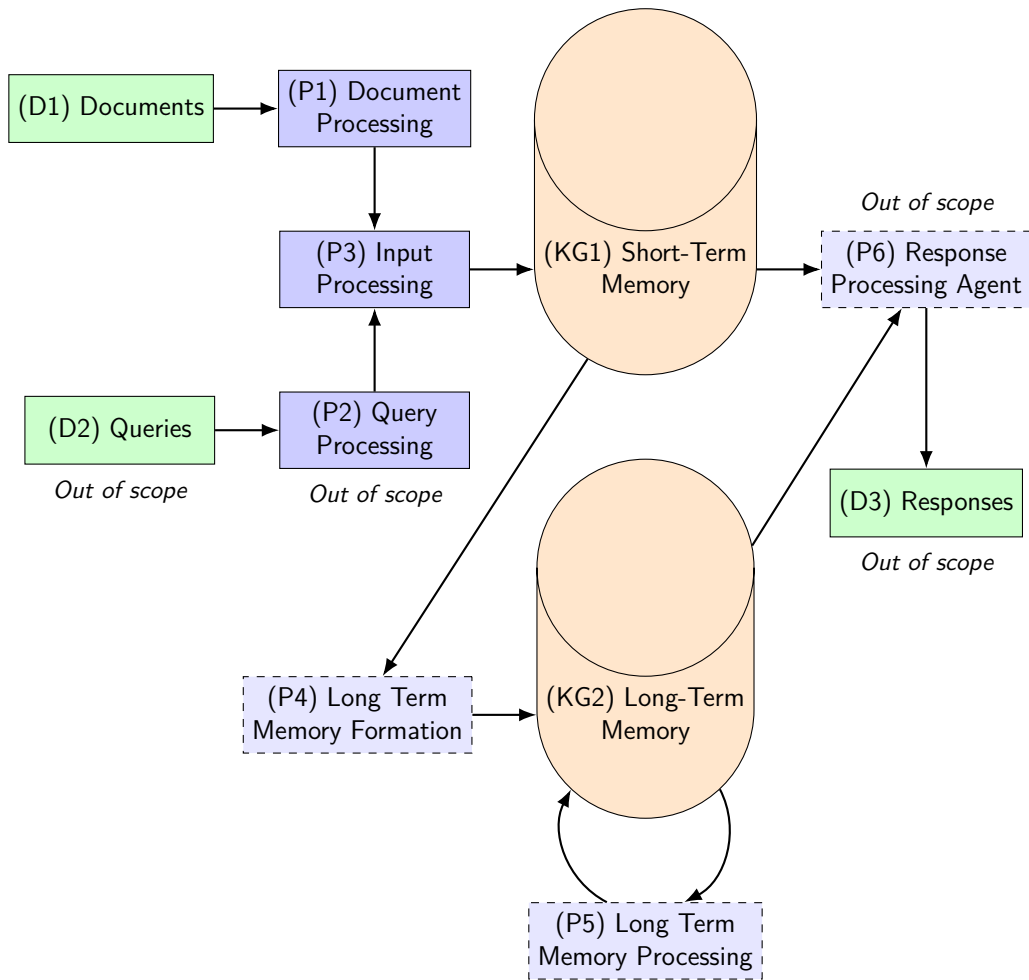 (D1) Documents
(P1) Document
Processing
(P3) Input
Processing
(KG1) Short-Term
Memory
Out of scope
(P6) Response
Processing Agent
(D2) Queries
Out of scope
(P2) Query
Processing
Out of scope
(D3) Responses
Out of scope
(P4) Long Term
Memory Formation
(KG2) Long-Term
Memory
(P5) Long Term
Memory Processing